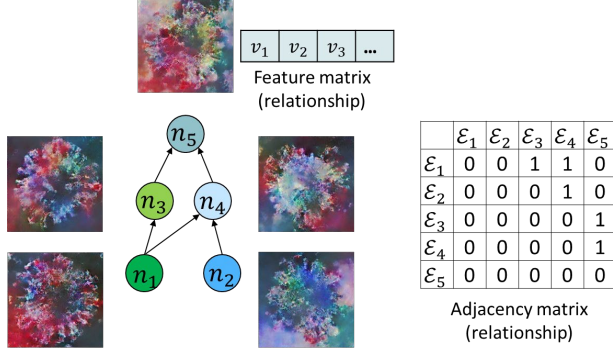 v₁ v₂ v₃ ...
Feature matrix
(relationship)
n₅
n₃ n₄
n₁ n₂
ℰ₁ ℰ₂ ℰ₃ ℰ₄ ℰ₅
ℰ₁ 0 0 1 1 0
ℰ₂ 0 0 0 1 0
ℰ₃ 0 0 0 0 1
ℰ₄ 0 0 0 0 1
ℰ₅ 0 0 0 0 0
Adjacency matrix
(relationship)